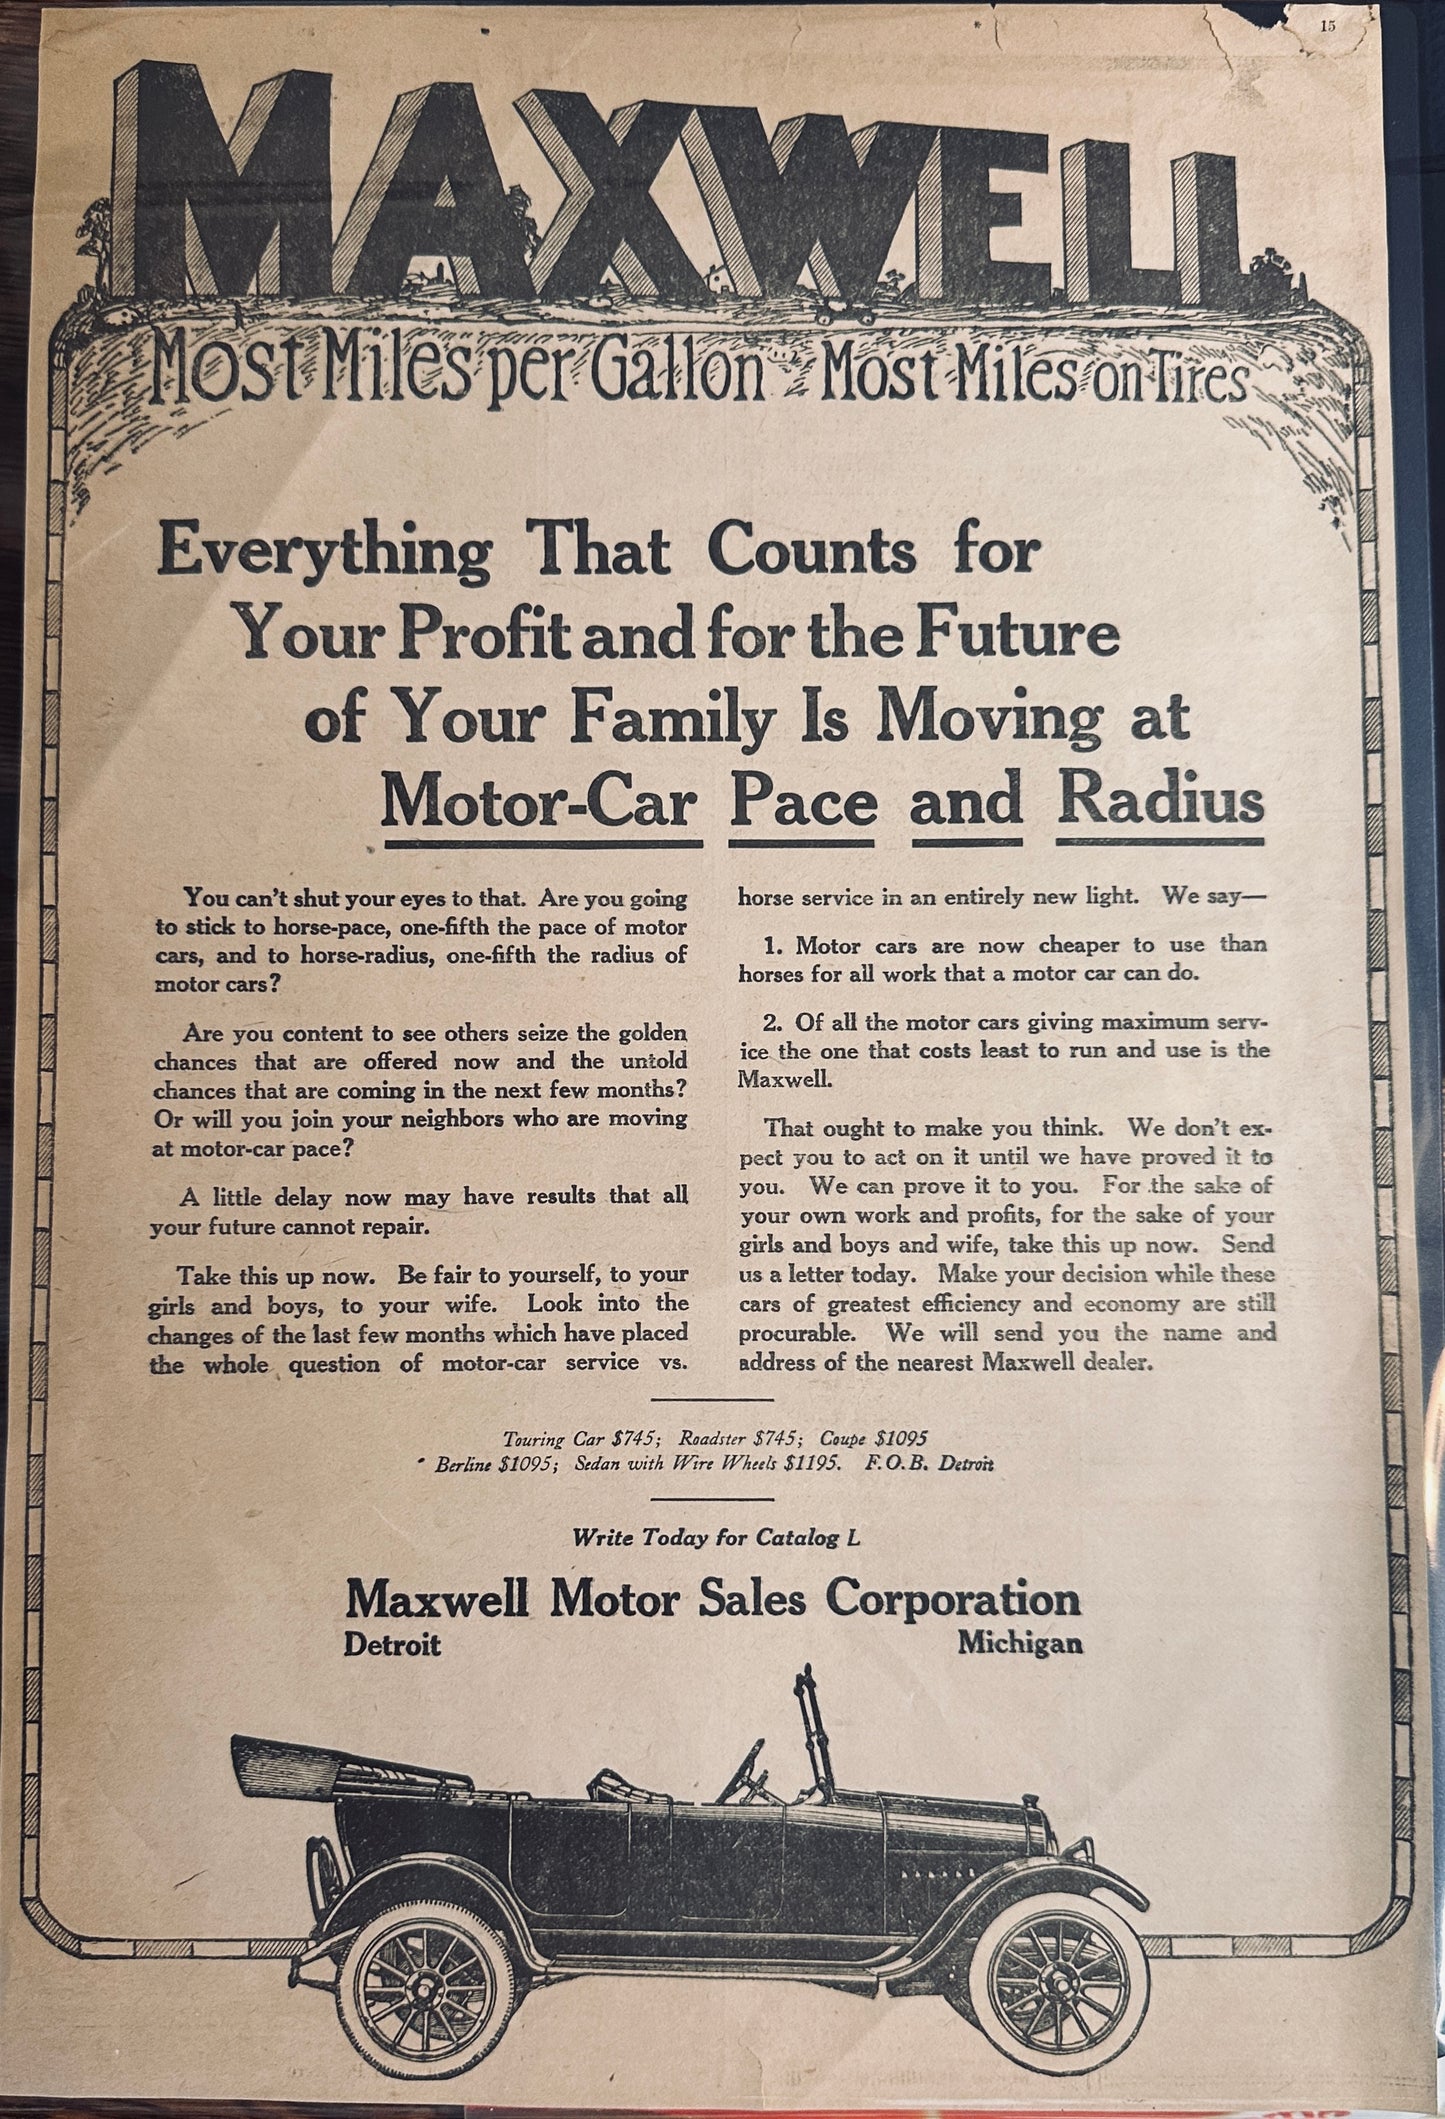 15
MAXWELL
Most Miles per Gallon Most Miles on Tires
Everything That Counts for
Your Profit and for the Future
of Your Family Is Moving at
Motor-Car Pace and Radius
You can't shut your eyes to that. Are you going
to stick to horse-pace, one-fifth the pace of motor
cars, and to horse-radius, one-fifth the radius of
motor cars?
Are you content to see others seize the golden
chances that are offered now and the untold
chances that are coming in the next few months?
Or will you join your neighbors who are moving
at motor-car pace?
A little delay now may have results that all
your future cannot repair.
Take this up now. Be fair to yourself, to your
girls and boys, to your wife. Look into the
changes of the last few months which have placed
the whole question of motor-car service vs.
horse service in an entirely new light. We say—
1. Motor cars are now cheaper to use than
horses for all work that a motor car can do.
2. Of all the motor cars giving maximum serv-
ice the one that costs least to run and use is the
Maxwell.
That ought to make you think. We don't ex-
pect you to act on it until we have proved it to
you. We can prove it to you. For the sake of
your own work and profits, for the sake of your
girls and boys and wife, take this up now. Send
us a letter today. Make your decision while these
cars of greatest efficiency and economy are still
procurable. We will send you the name and
address of the nearest Maxwell dealer.
Touring Car $745; Roadster $745; Coupe $1095
Berline $1095; Sedan with Wire Wheels $1195. F.O.B. Detroit
Write Today for Catalog L
Maxwell Motor Sales Corporation
Detroit Michigan